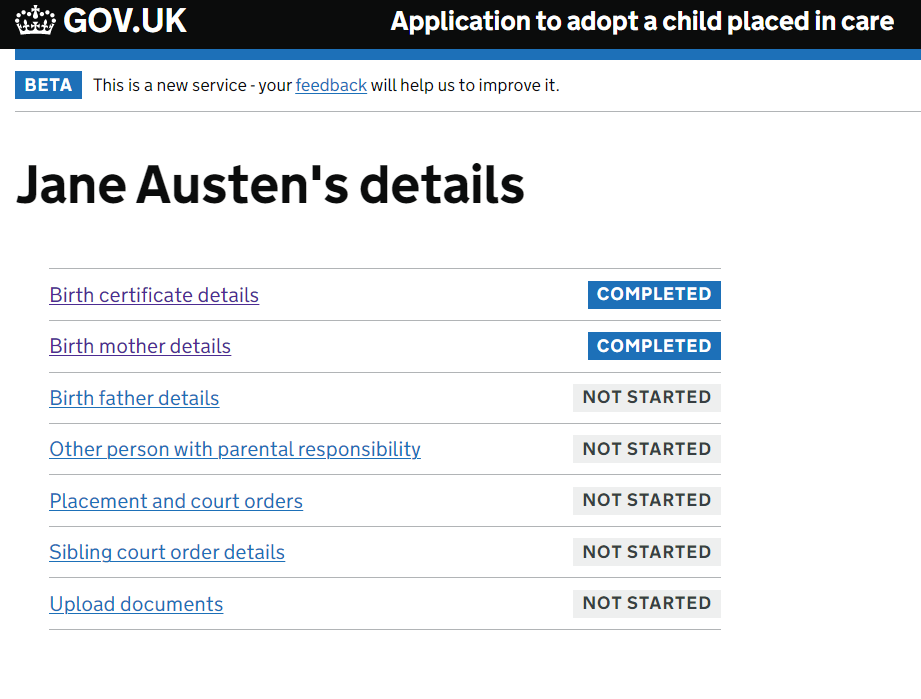 GOV.UK Application to adopt a child placed in care
BETA This is a new service - your feedback will help us to improve it.
Jane Austen's details
Birth certificate details COMPLETED
Birth mother details COMPLETED
Birth father details NOT STARTED
Other person with parental responsibility NOT STARTED
Placement and court orders NOT STARTED
Sibling court order details NOT STARTED
Upload documents NOT STARTED